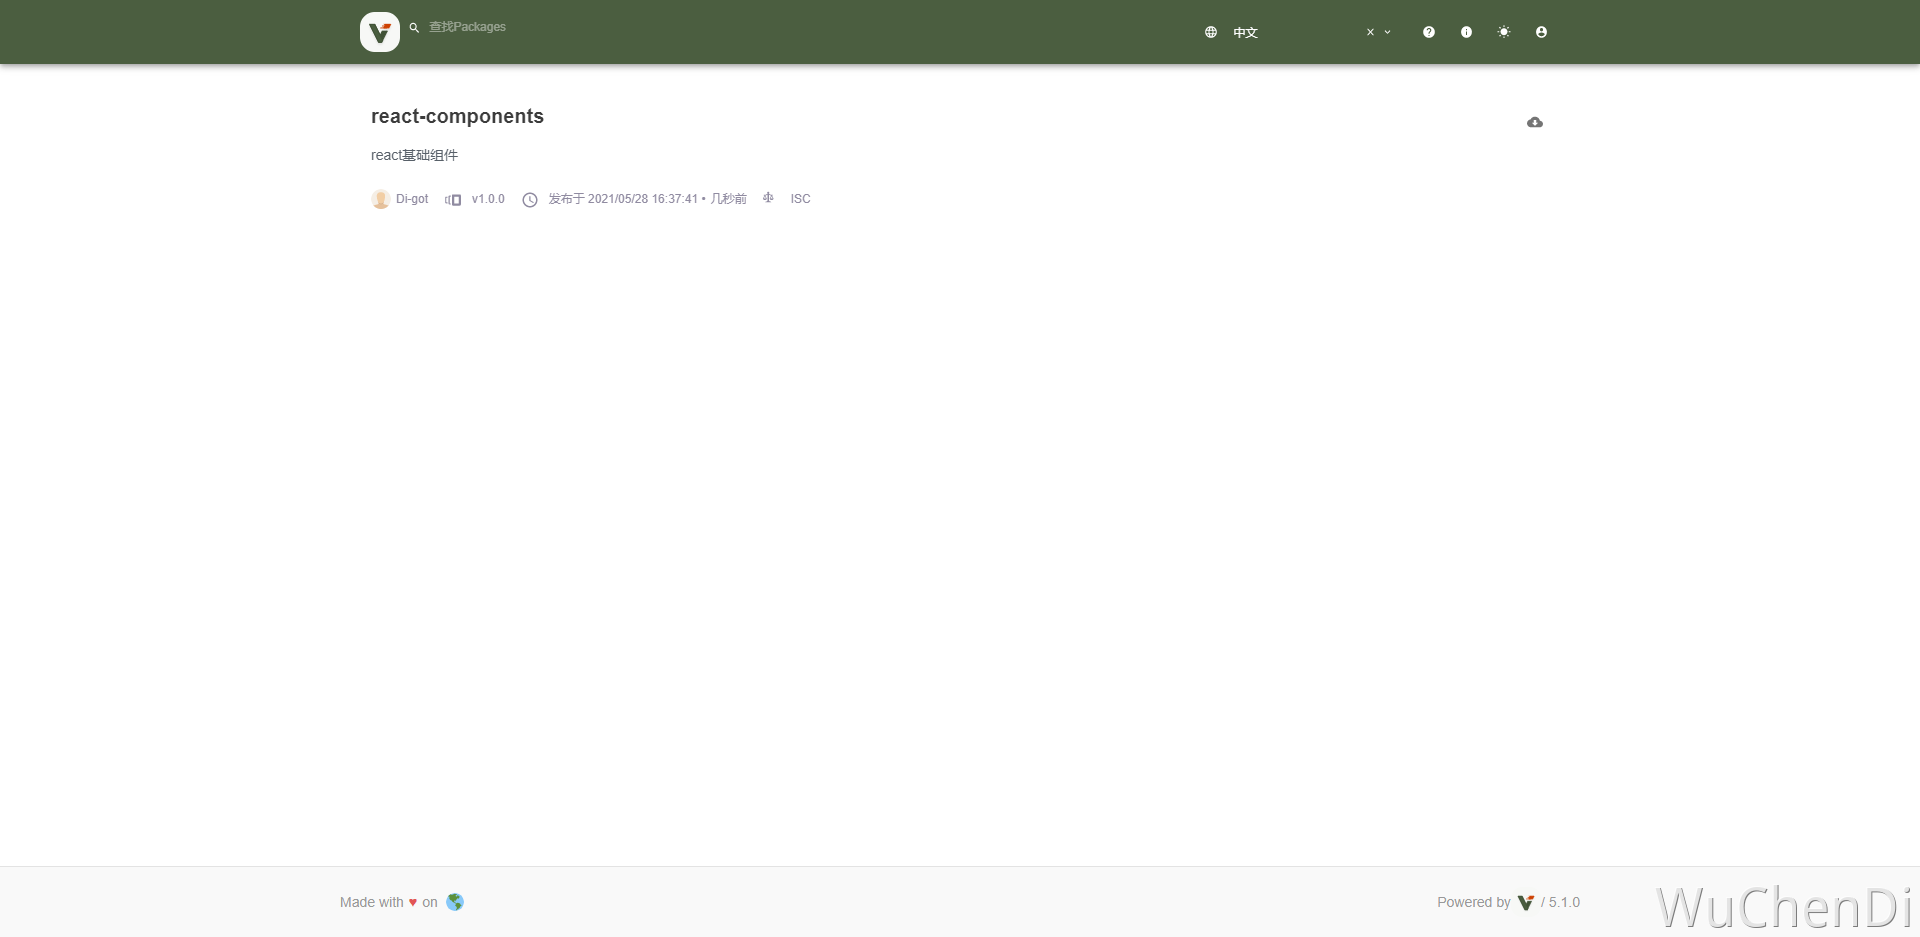 查找Packages
中文
react-components
react基础组件
Di-got v1.0.0 发布于 2021/05/28 16:37:41 • 几秒前 ISC
Made with ♥ on
Powered by / 5.1.0
WuChenDi